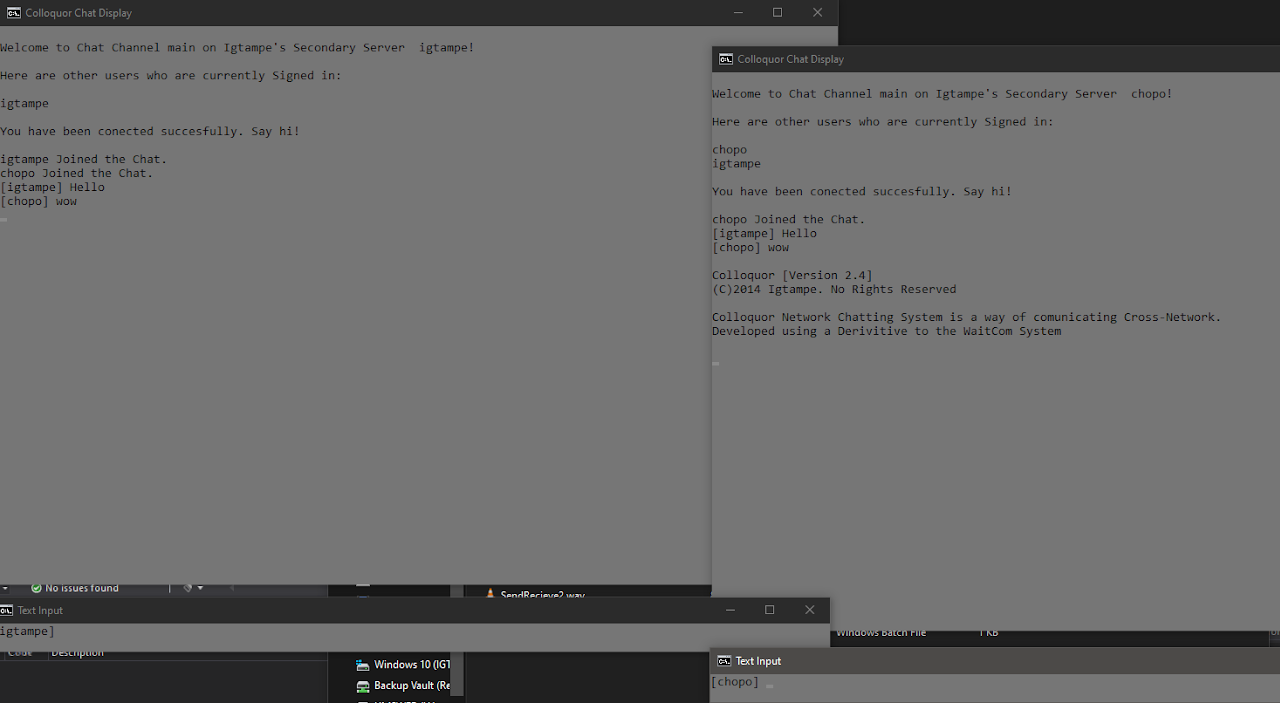 Colloquor Chat Display
Welcome to Chat Channel main on Igtampe's Secondary Server  igtampe!
Here are other users who are currently Signed in:
igtampe
You have been conected succesfully. Say hi!
igtampe Joined the Chat.
chopo Joined the Chat.
[igtampe] Hello
[chopo] wow
Colloquor Chat Display
Welcome to Chat Channel main on Igtampe's Secondary Server  chopo!
Here are other users who are currently Signed in:
chopo
igtampe
You have been conected succesfully. Say hi!
chopo Joined the Chat.
[igtampe] Hello
[chopo] wow
Colloquor [Version 2.4]
(C)2014 Igtampe. No Rights Reserved
Colloquor Network Chatting System is a way of comunicating Cross-Network.
Developed using a Derivitive to the WaitCom System
No issues found
SendRecieve2.wav
Text Input
igtampe]
Code Description
Windows 10 (IGT
Backup Vault (Re
Windows Batch File 1 KB
Text Input
[chopo]